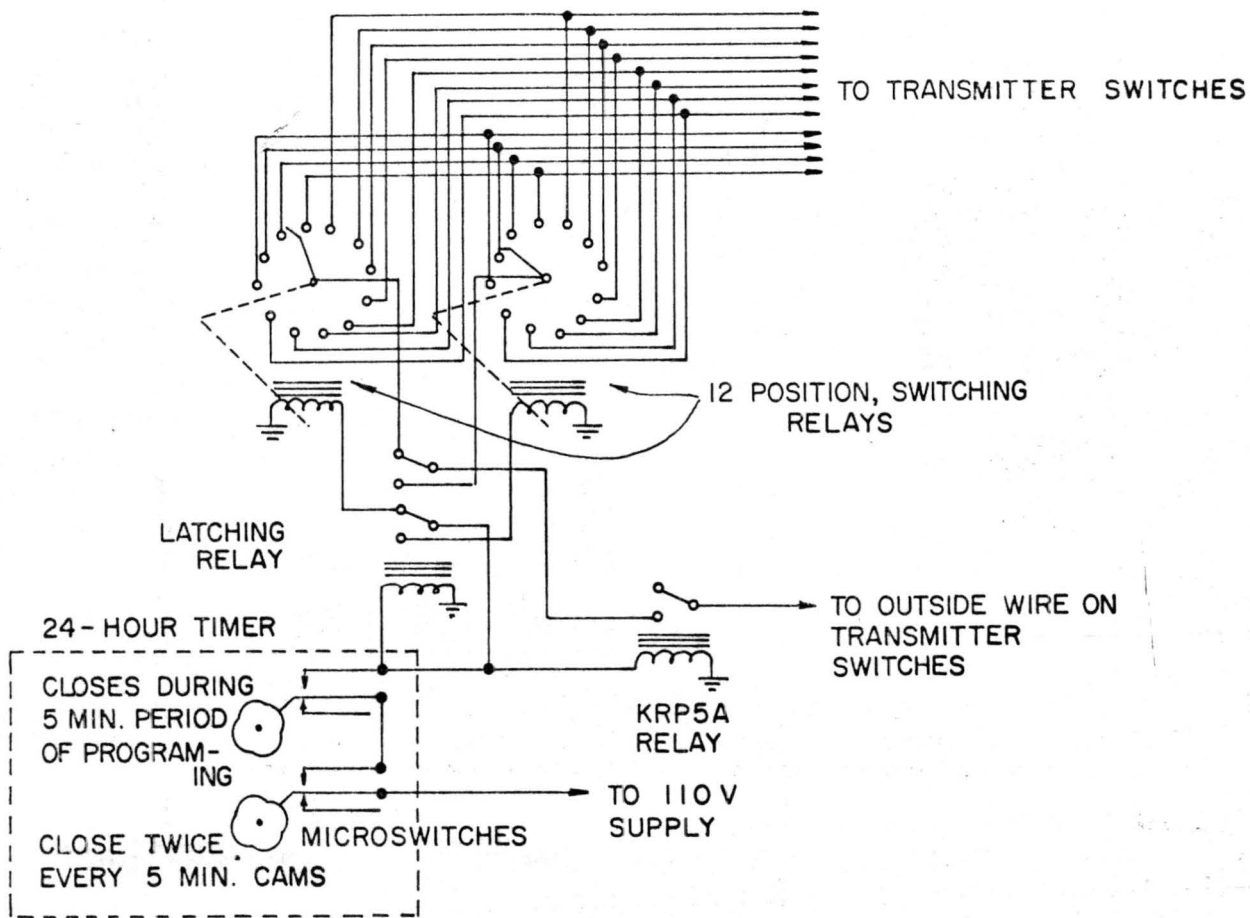 TO TRANSMITTER SWITCHES
12 POSITION, SWITCHING
RELAYS
LATCHING
RELAY
24-HOUR TIMER
TO OUTSIDE WIRE ON
TRANSMITTER
SWITCHES
CLOSES DURING
5 MIN. PERIOD
OF PROGRAM-
ING
KRP5A
RELAY
TO 110V
SUPPLY
MICROSWITCHES
CLOSE TWICE
EVERY 5 MIN. CAMS